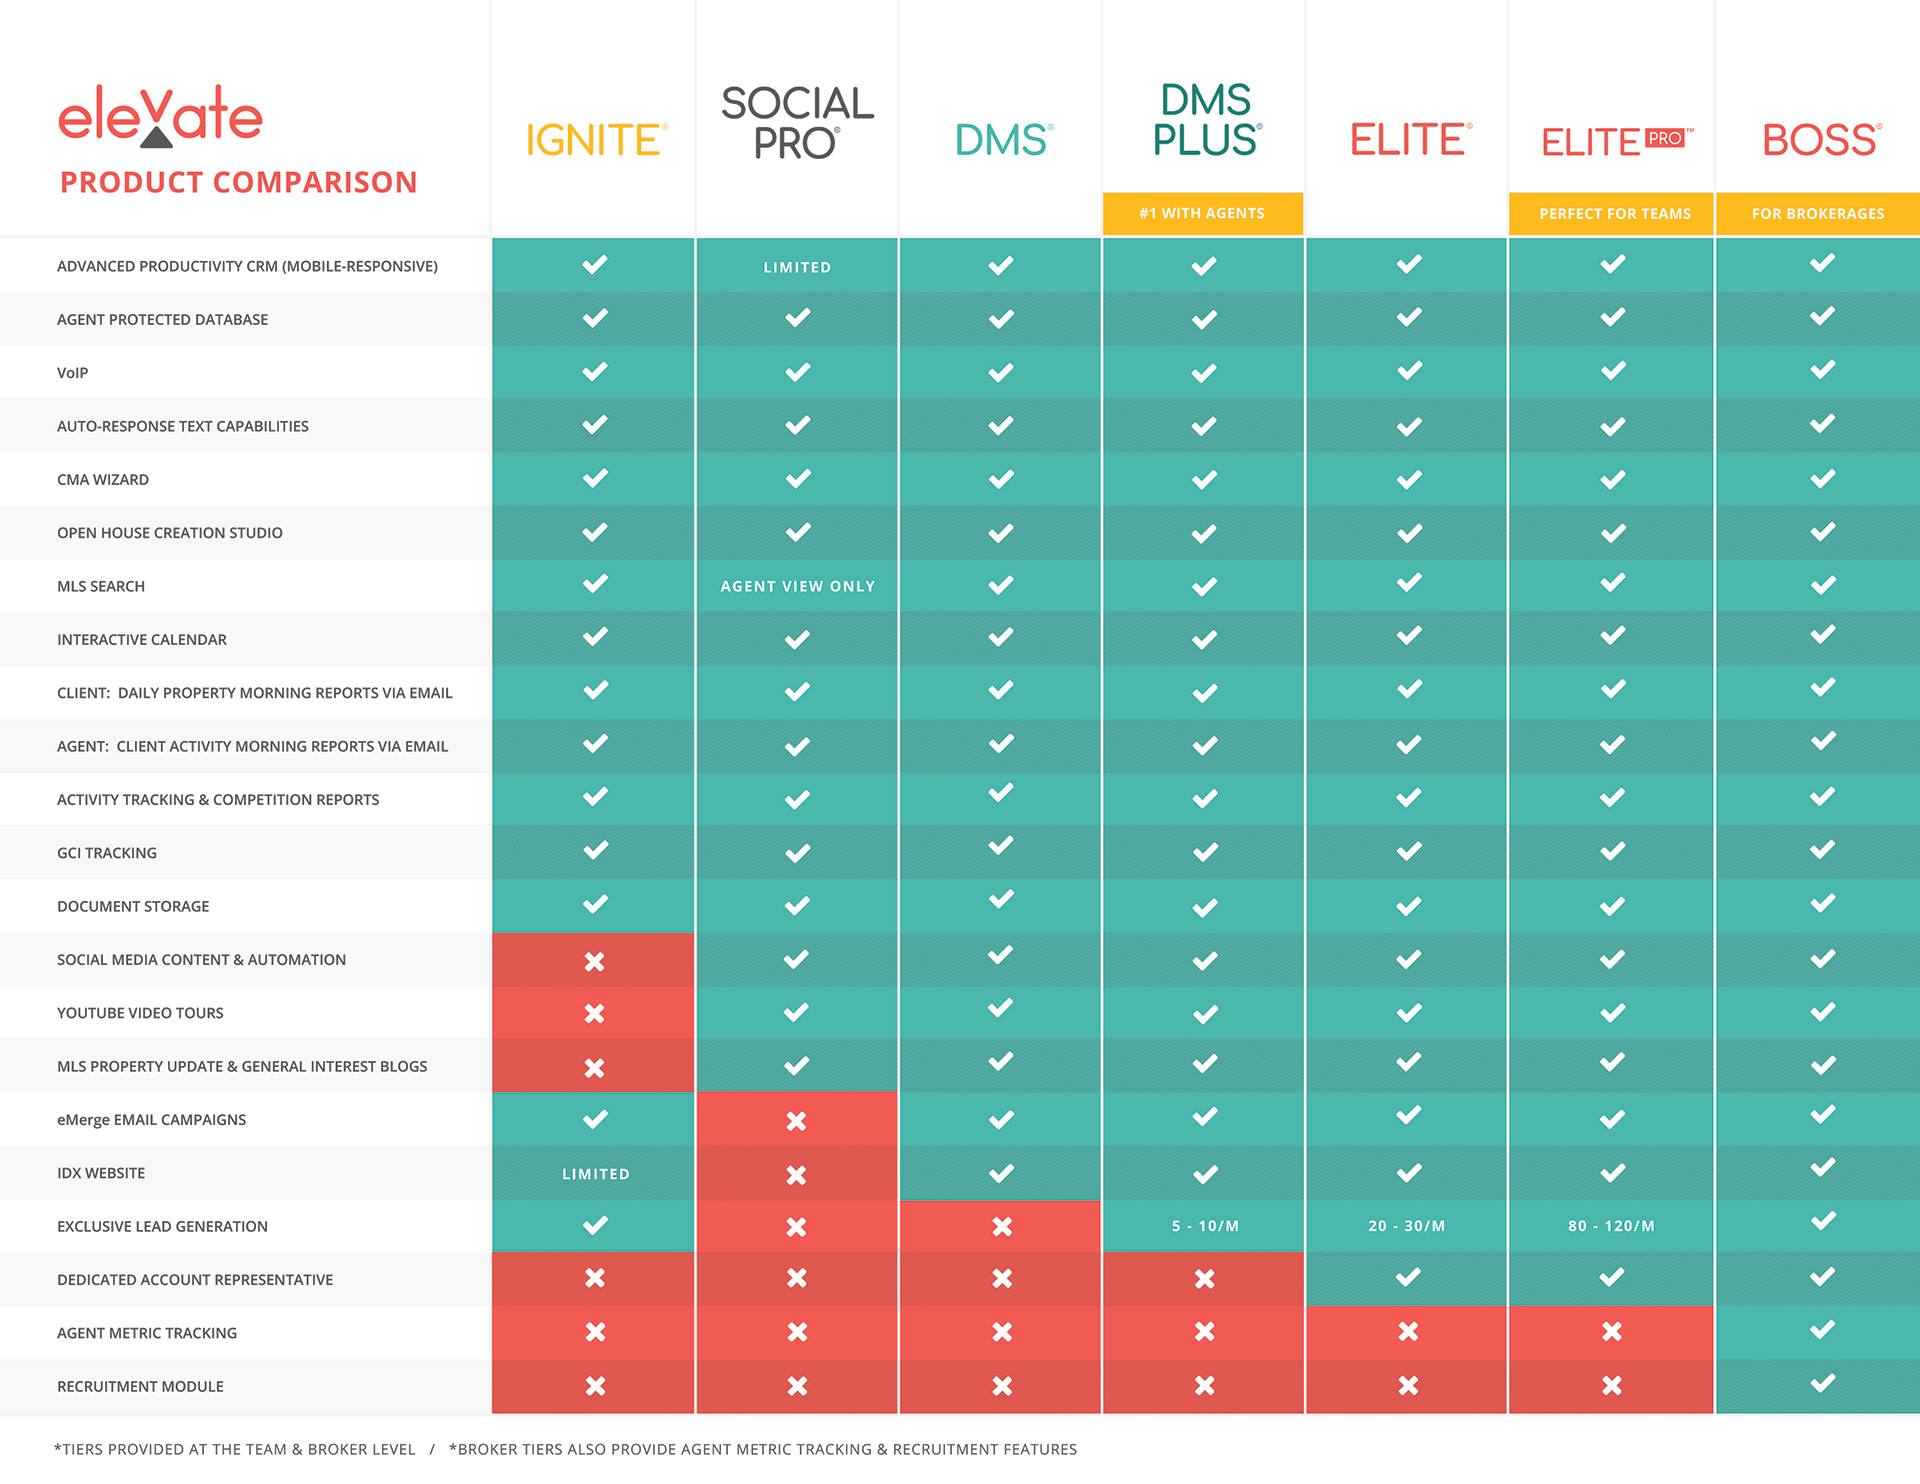 elevate
PRODUCT COMPARISON
IGNITE®
SOCIAL
PRO®
DMS®
DMS
PLUS®
ELITE®
ELITE PRO™
BOSS®
#1 WITH AGENTS
PERFECT FOR TEAMS
FOR BROKERAGES
ADVANCED PRODUCTIVITY CRM (MOBILE-RESPONSIVE) LIMITED
AGENT PROTECTED DATABASE
VoIP
AUTO-RESPONSE TEXT CAPABILITIES
CMA WIZARD
OPEN HOUSE CREATION STUDIO
MLS SEARCH AGENT VIEW ONLY
INTERACTIVE CALENDAR
CLIENT: DAILY PROPERTY MORNING REPORTS VIA EMAIL
AGENT: CLIENT ACTIVITY MORNING REPORTS VIA EMAIL
ACTIVITY TRACKING & COMPETITION REPORTS
GCI TRACKING
DOCUMENT STORAGE
SOCIAL MEDIA CONTENT & AUTOMATION
YOUTUBE VIDEO TOURS
MLS PROPERTY UPDATE & GENERAL INTEREST BLOGS
eMerge EMAIL CAMPAIGNS
IDX WEBSITE LIMITED
EXCLUSIVE LEAD GENERATION 5 - 10/M 20 - 30/M 80 - 120/M
DEDICATED ACCOUNT REPRESENTATIVE
AGENT METRIC TRACKING
RECRUITMENT MODULE
*TIERS PROVIDED AT THE TEAM & BROKER LEVEL / *BROKER TIERS ALSO PROVIDE AGENT METRIC TRACKING & RECRUITMENT FEATURES